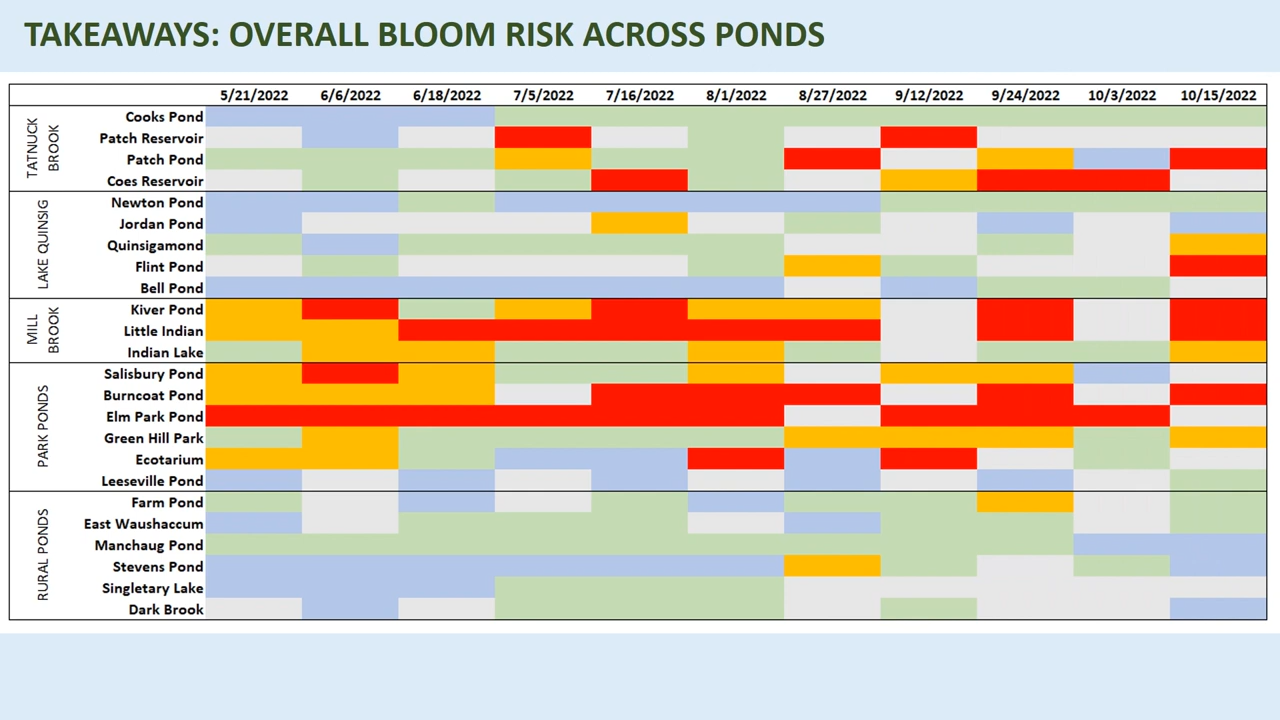 TAKEAWAYS: OVERALL BLOOM RISK ACROSS PONDS
5/21/2022 6/6/2022 6/18/2022 7/5/2022 7/16/2022 8/1/2022 8/27/2022 9/12/2022 9/24/2022 10/3/2022 10/15/2022
TATNUCK
BROOK
Cooks Pond
Patch Reservoir
Patch Pond
Coes Reservoir
LAKE QUINSIG
Newton Pond
Jordan Pond
Quinsigamond
Flint Pond
Bell Pond
MILL
BROOK
Kiver Pond
Little Indian
Indian Lake
PARK PONDS
Salisbury Pond
Burncoat Pond
Elm Park Pond
Green Hill Park
Ecotarium
Leeseville Pond
RURAL PONDS
Farm Pond
East Waushaccum
Manchaug Pond
Stevens Pond
Singletary Lake
Dark Brook